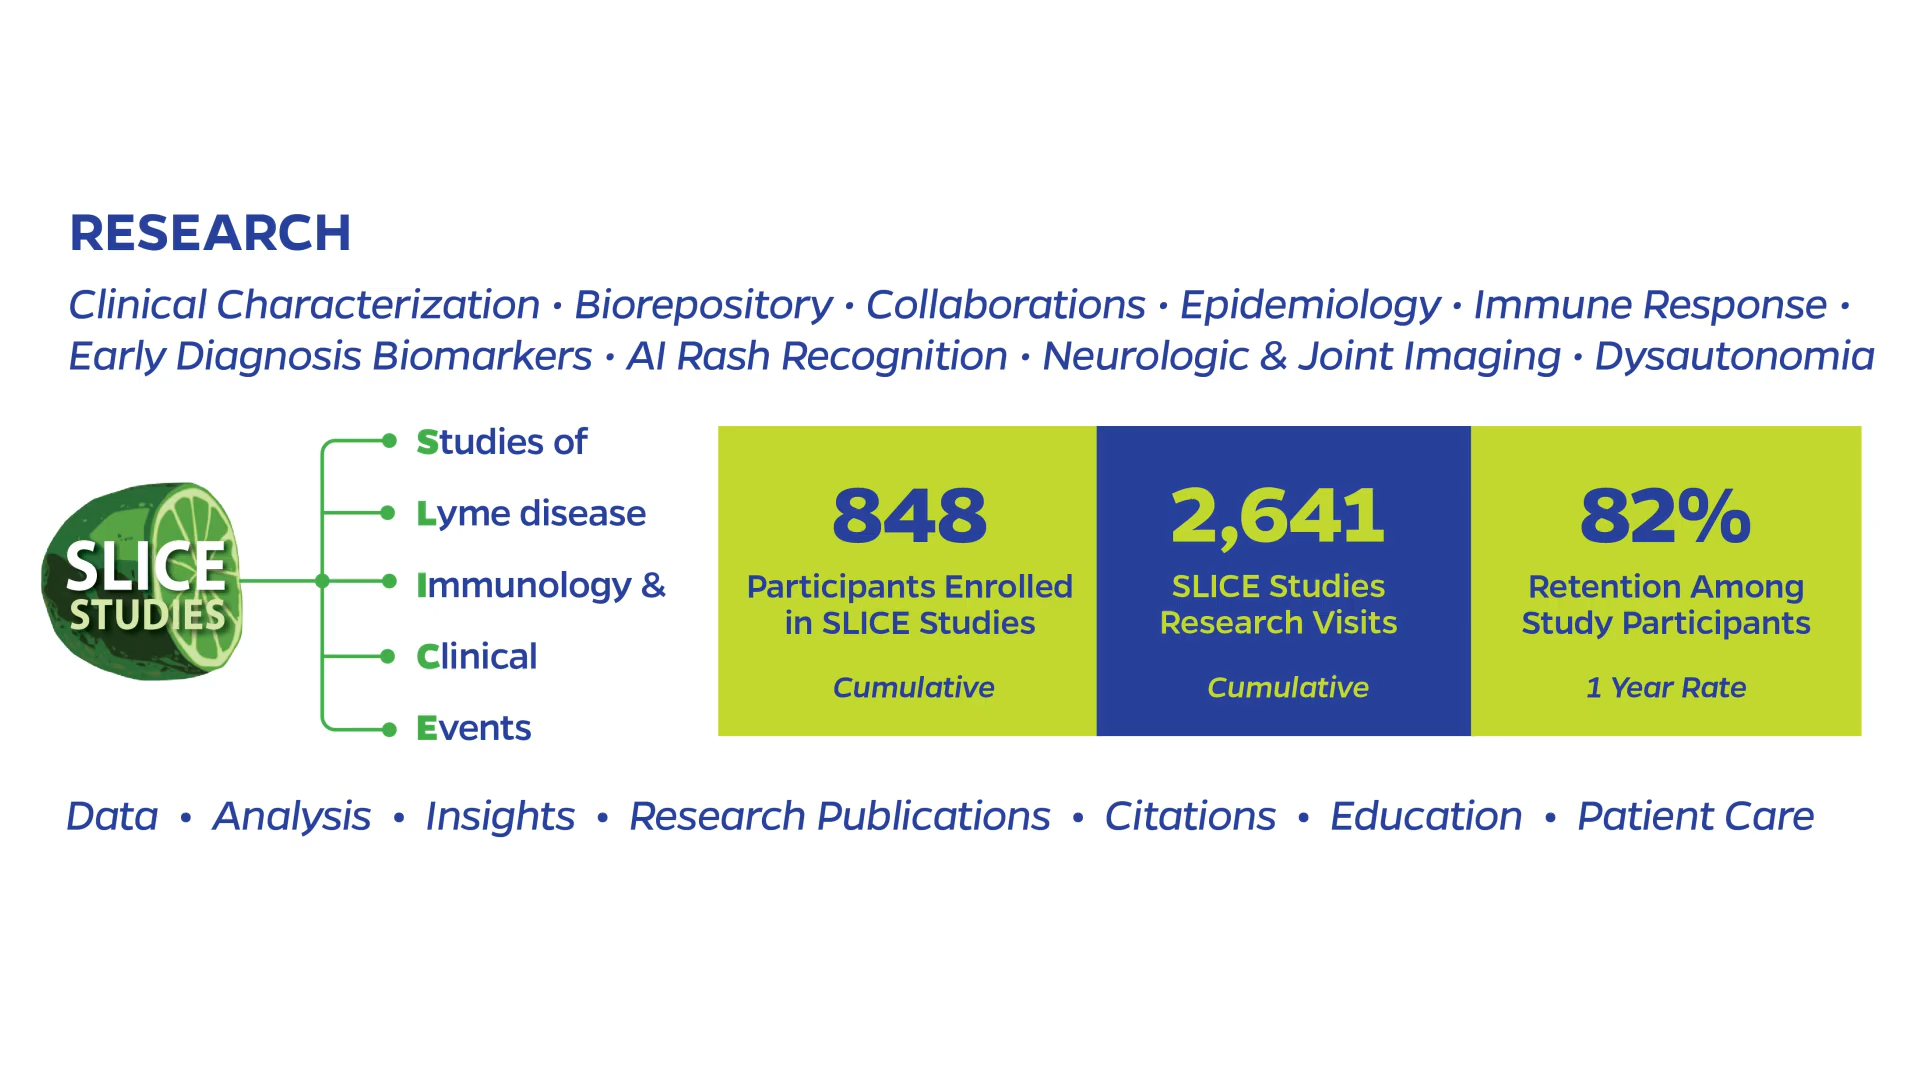 RESEARCH
Clinical Characterization · Biorepository · Collaborations · Epidemiology · Immune Response ·
Early Diagnosis Biomarkers · AI Rash Recognition · Neurologic & Joint Imaging · Dysautonomia
SLICE
STUDIES
Studies of
Lyme disease
Immunology &
Clinical
Events
848
Participants Enrolled
in SLICE Studies
Cumulative
2,641
SLICE Studies
Research Visits
Cumulative
82%
Retention Among
Study Participants
1 Year Rate
Data • Analysis • Insights • Research Publications • Citations • Education • Patient Care